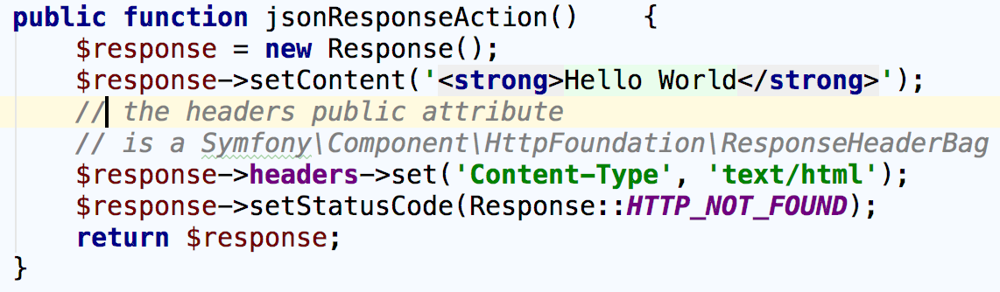 public function jsonResponseAction()    {
    $response = new Response();
    $response->setContent('<strong>Hello World</strong>');
    // the headers public attribute
    // is a Symfony\Component\HttpFoundation\ResponseHeaderBag
    $response->headers->set('Content-Type', 'text/html');
    $response->setStatusCode(Response::HTTP_NOT_FOUND);
    return $response;
}